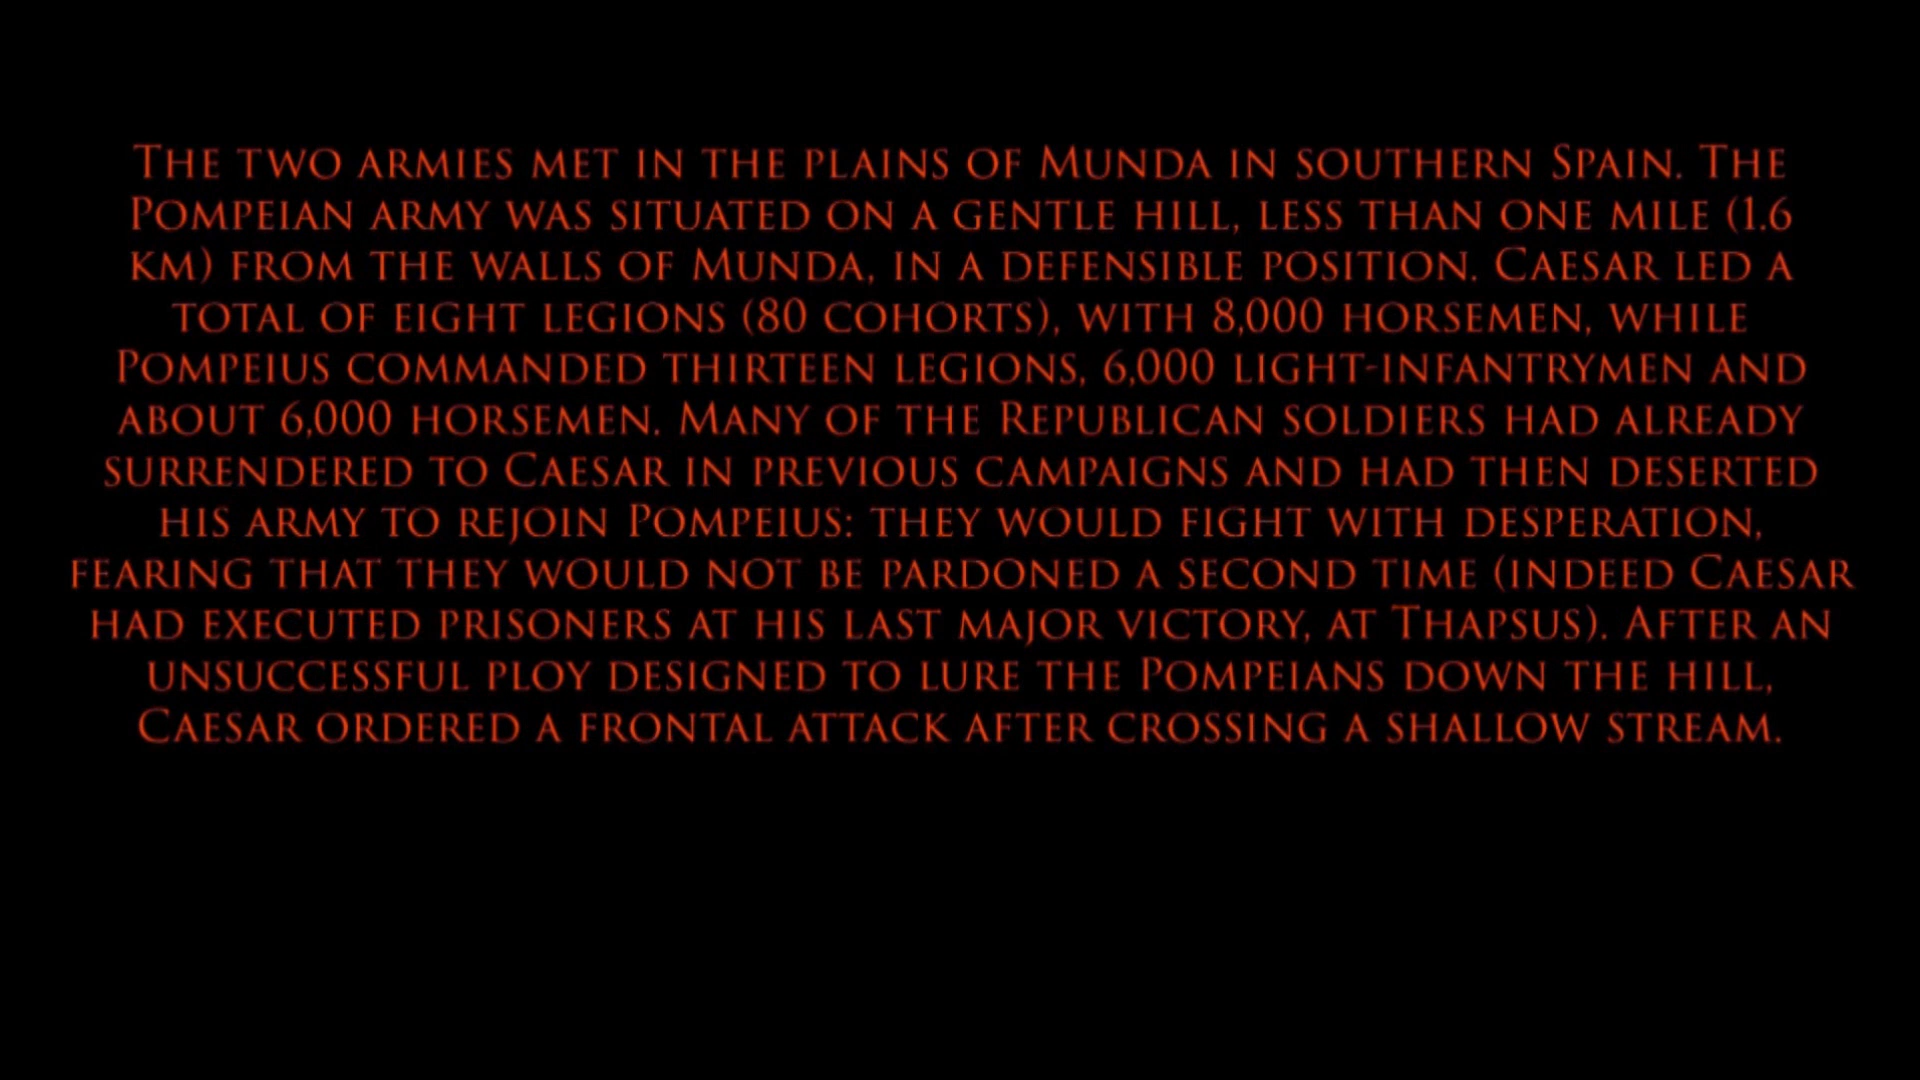 The two armies met in the plains of Munda in southern Spain. The
Pompeian army was situated on a gentle hill, less than one mile (1.6
km) from the walls of Munda, in a defensible position. Caesar led a
total of eight legions (80 cohorts), with 8,000 horsemen, while
Pompeius commanded thirteen legions, 6,000 light-infantrymen and
about 6,000 horsemen. Many of the Republican soldiers had already
surrendered to Caesar in previous campaigns and had then deserted
his army to rejoin Pompeius: they would fight with desperation,
fearing that they would not be pardoned a second time (indeed Caesar
had executed prisoners at his last major victory, at Thapsus). After an
unsuccessful ploy designed to lure the Pompeians down the hill,
Caesar ordered a frontal attack after crossing a shallow stream.